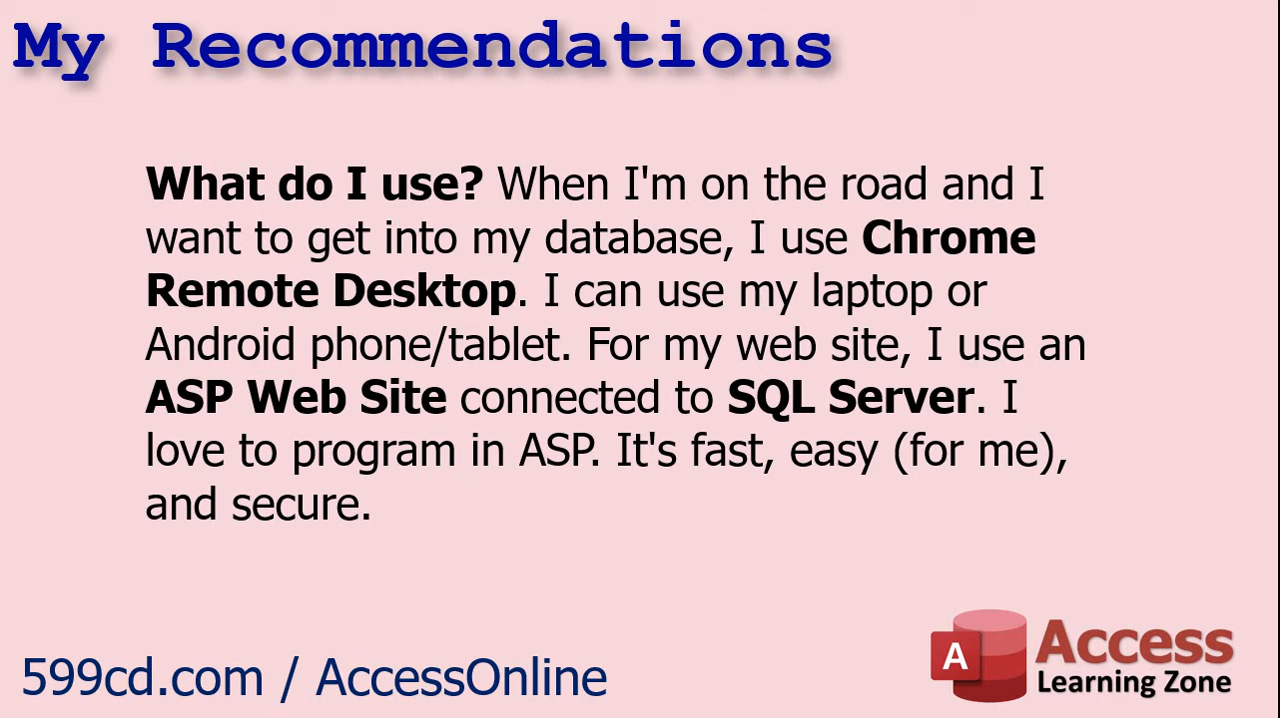 My Recommendations
What do I use? When I'm on the road and I
want to get into my database, I use Chrome
Remote Desktop. I can use my laptop or
Android phone/tablet. For my web site, I use an
ASP Web Site connected to SQL Server. I
love to program in ASP. It's fast, easy (for me),
and secure.
A
Access
Learning Zone
599cd.com / AccessOnline